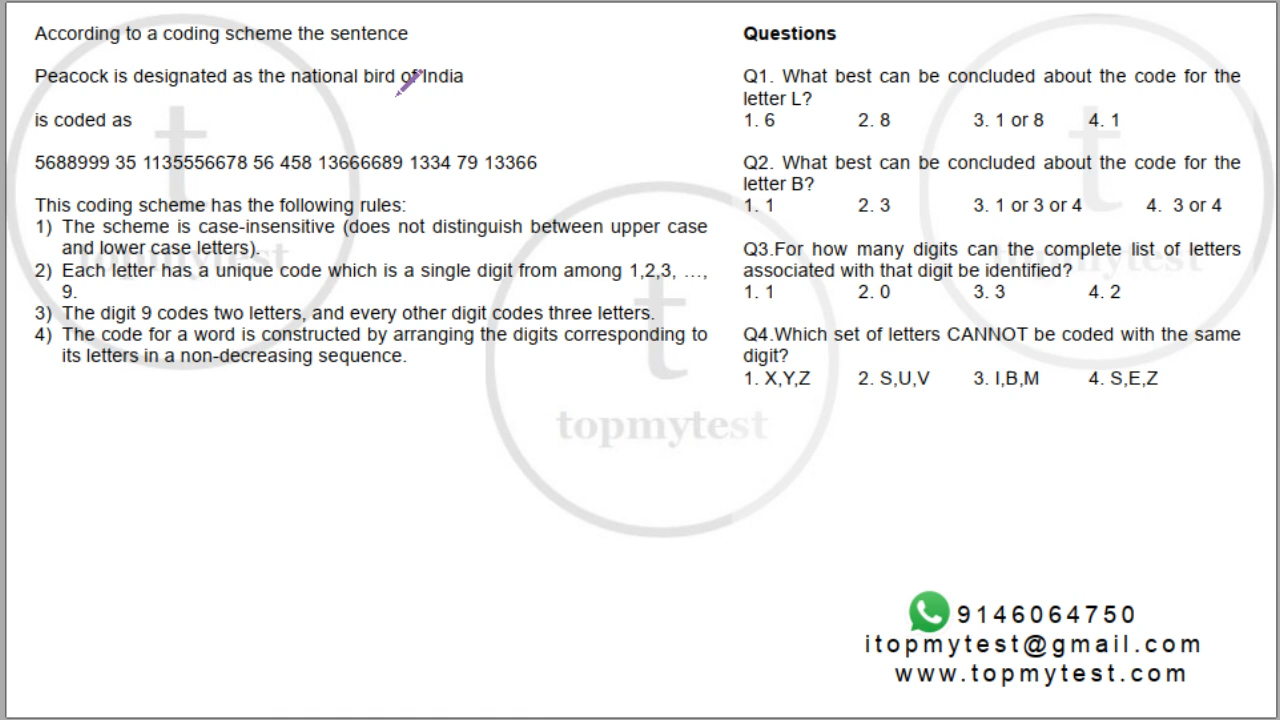 According to a coding scheme the sentence
Peacock is designated as the national bird of India
is coded as
5688999 35 1135556678 56 458 13666689 1334 79 13366
This coding scheme has the following rules:
1) The scheme is case-insensitive (does not distinguish between upper case
and lower case letters).
2) Each letter has a unique code which is a single digit from among 1,2,3, …,
9.
3) The digit 9 codes two letters, and every other digit codes three letters.
4) The code for a word is constructed by arranging the digits corresponding to
its letters in a non-decreasing sequence.
Questions
Q1. What best can be concluded about the code for the
letter L?
1. 6 2. 8 3. 1 or 8 4. 1
Q2. What best can be concluded about the code for the
letter B?
1. 1 2. 3 3. 1 or 3 or 4 4. 3 or 4
Q3.For how many digits can the complete list of letters
associated with that digit be identified?
1. 1 2. 0 3. 3 4. 2
Q4.Which set of letters CANNOT be coded with the same
digit?
1. X,Y,Z 2. S,U,V 3. I,B,M 4. S,E,Z
t
topmytest
t
topmytest
t
topmytest
9146064750
itopmytest@gmail.com
www.topmytest.com